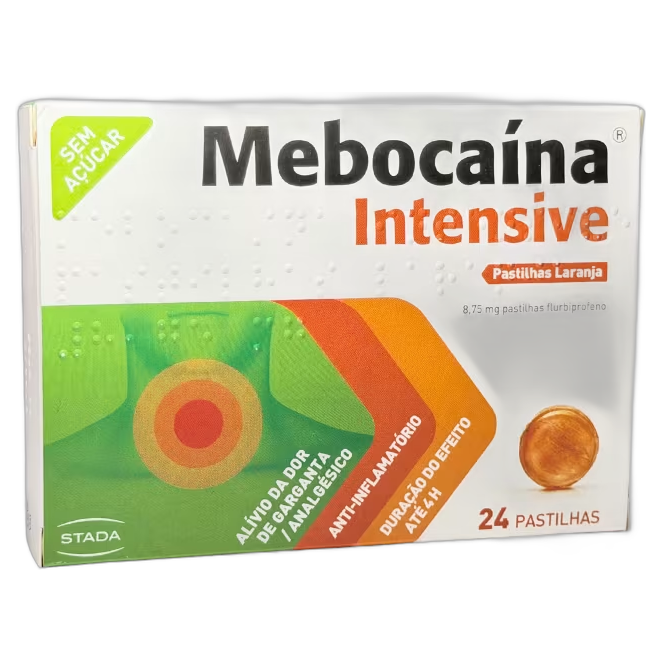 SEM
AÇÚCAR
Mebocaína®
Intensive
Pastilhas Laranja
8,75 mg pastilhas flurbiprofeno
ALÍVIO DA DOR
DE GARGANTA
/ ANALGÉSICO
ANTI-INFLAMATÓRIO
DURAÇÃO DO EFEITO
ATÉ 4H
STADA
24 PASTILHAS